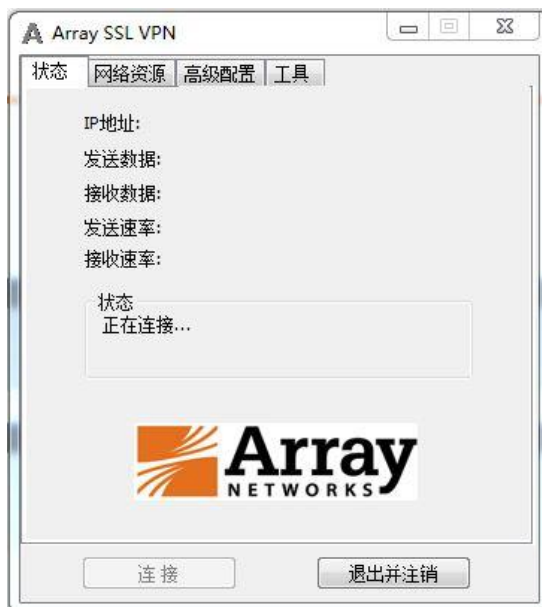 Array SSL VPN
状态 网络资源 高级配置 工具
IP地址:
发送数据:
接收数据:
发送速率:
接收速率:
状态
正在连接...
Array
NETWORKS
连接 退出并注销